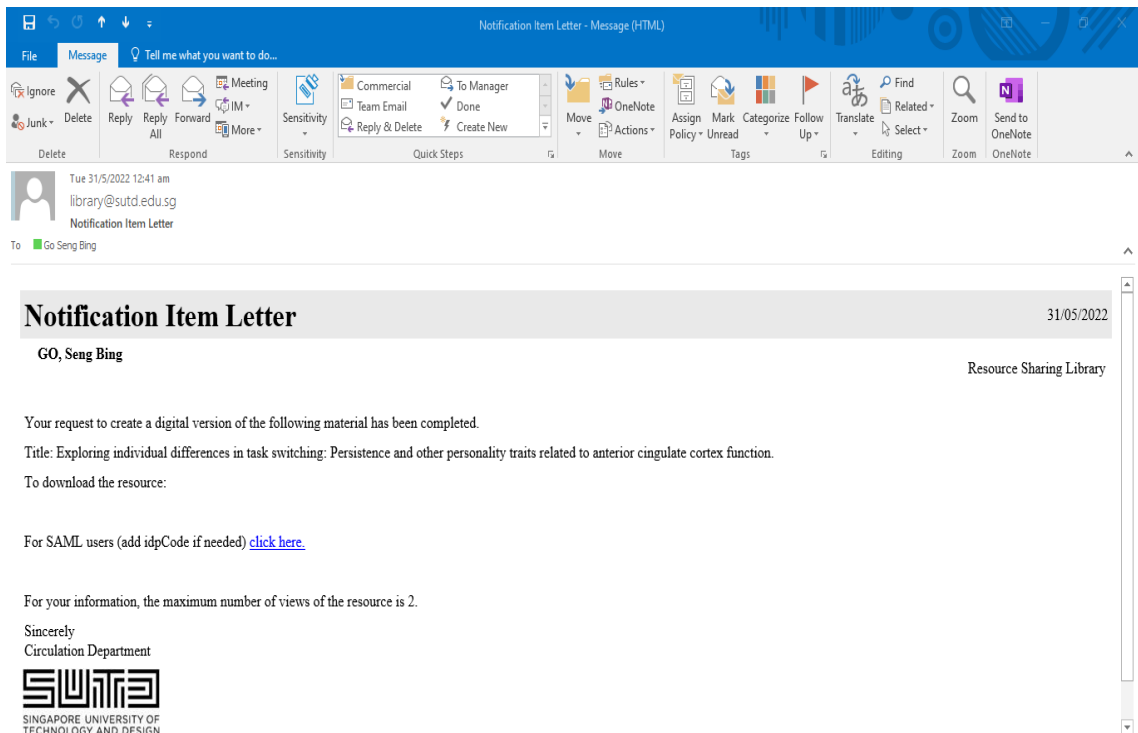 Notification Item Letter - Message (HTML)
File Message Tell me what you want to do...
Ignore
Junk
Delete
Reply
Reply All
Forward
Meeting
IM
More
Sensitivity
Commercial
Team Email
Reply & Delete
To Manager
Done
Create New
Move
Rules
OneNote
Actions
Assign Policy
Mark Unread
Categorize
Follow Up
Translate
Find
Related
Select
Zoom
Send to OneNote
Delete Respond Sensitivity Quick Steps Move Tags Editing Zoom OneNote
Tue 31/5/2022 12:41 am
library@sutd.edu.sg
Notification Item Letter
To Go Seng Bing
Notification Item Letter 31/05/2022
GO, Seng Bing
Resource Sharing Library
Your request to create a digital version of the following material has been completed.
Title: Exploring individual differences in task switching: Persistence and other personality traits related to anterior cingulate cortex function.
To download the resource:
For SAML users (add idpCode if needed) click here.
For your information, the maximum number of views of the resource is 2.
Sincerely
Circulation Department
SUTD
SINGAPORE UNIVERSITY OF
TECHNOLOGY AND DESIGN